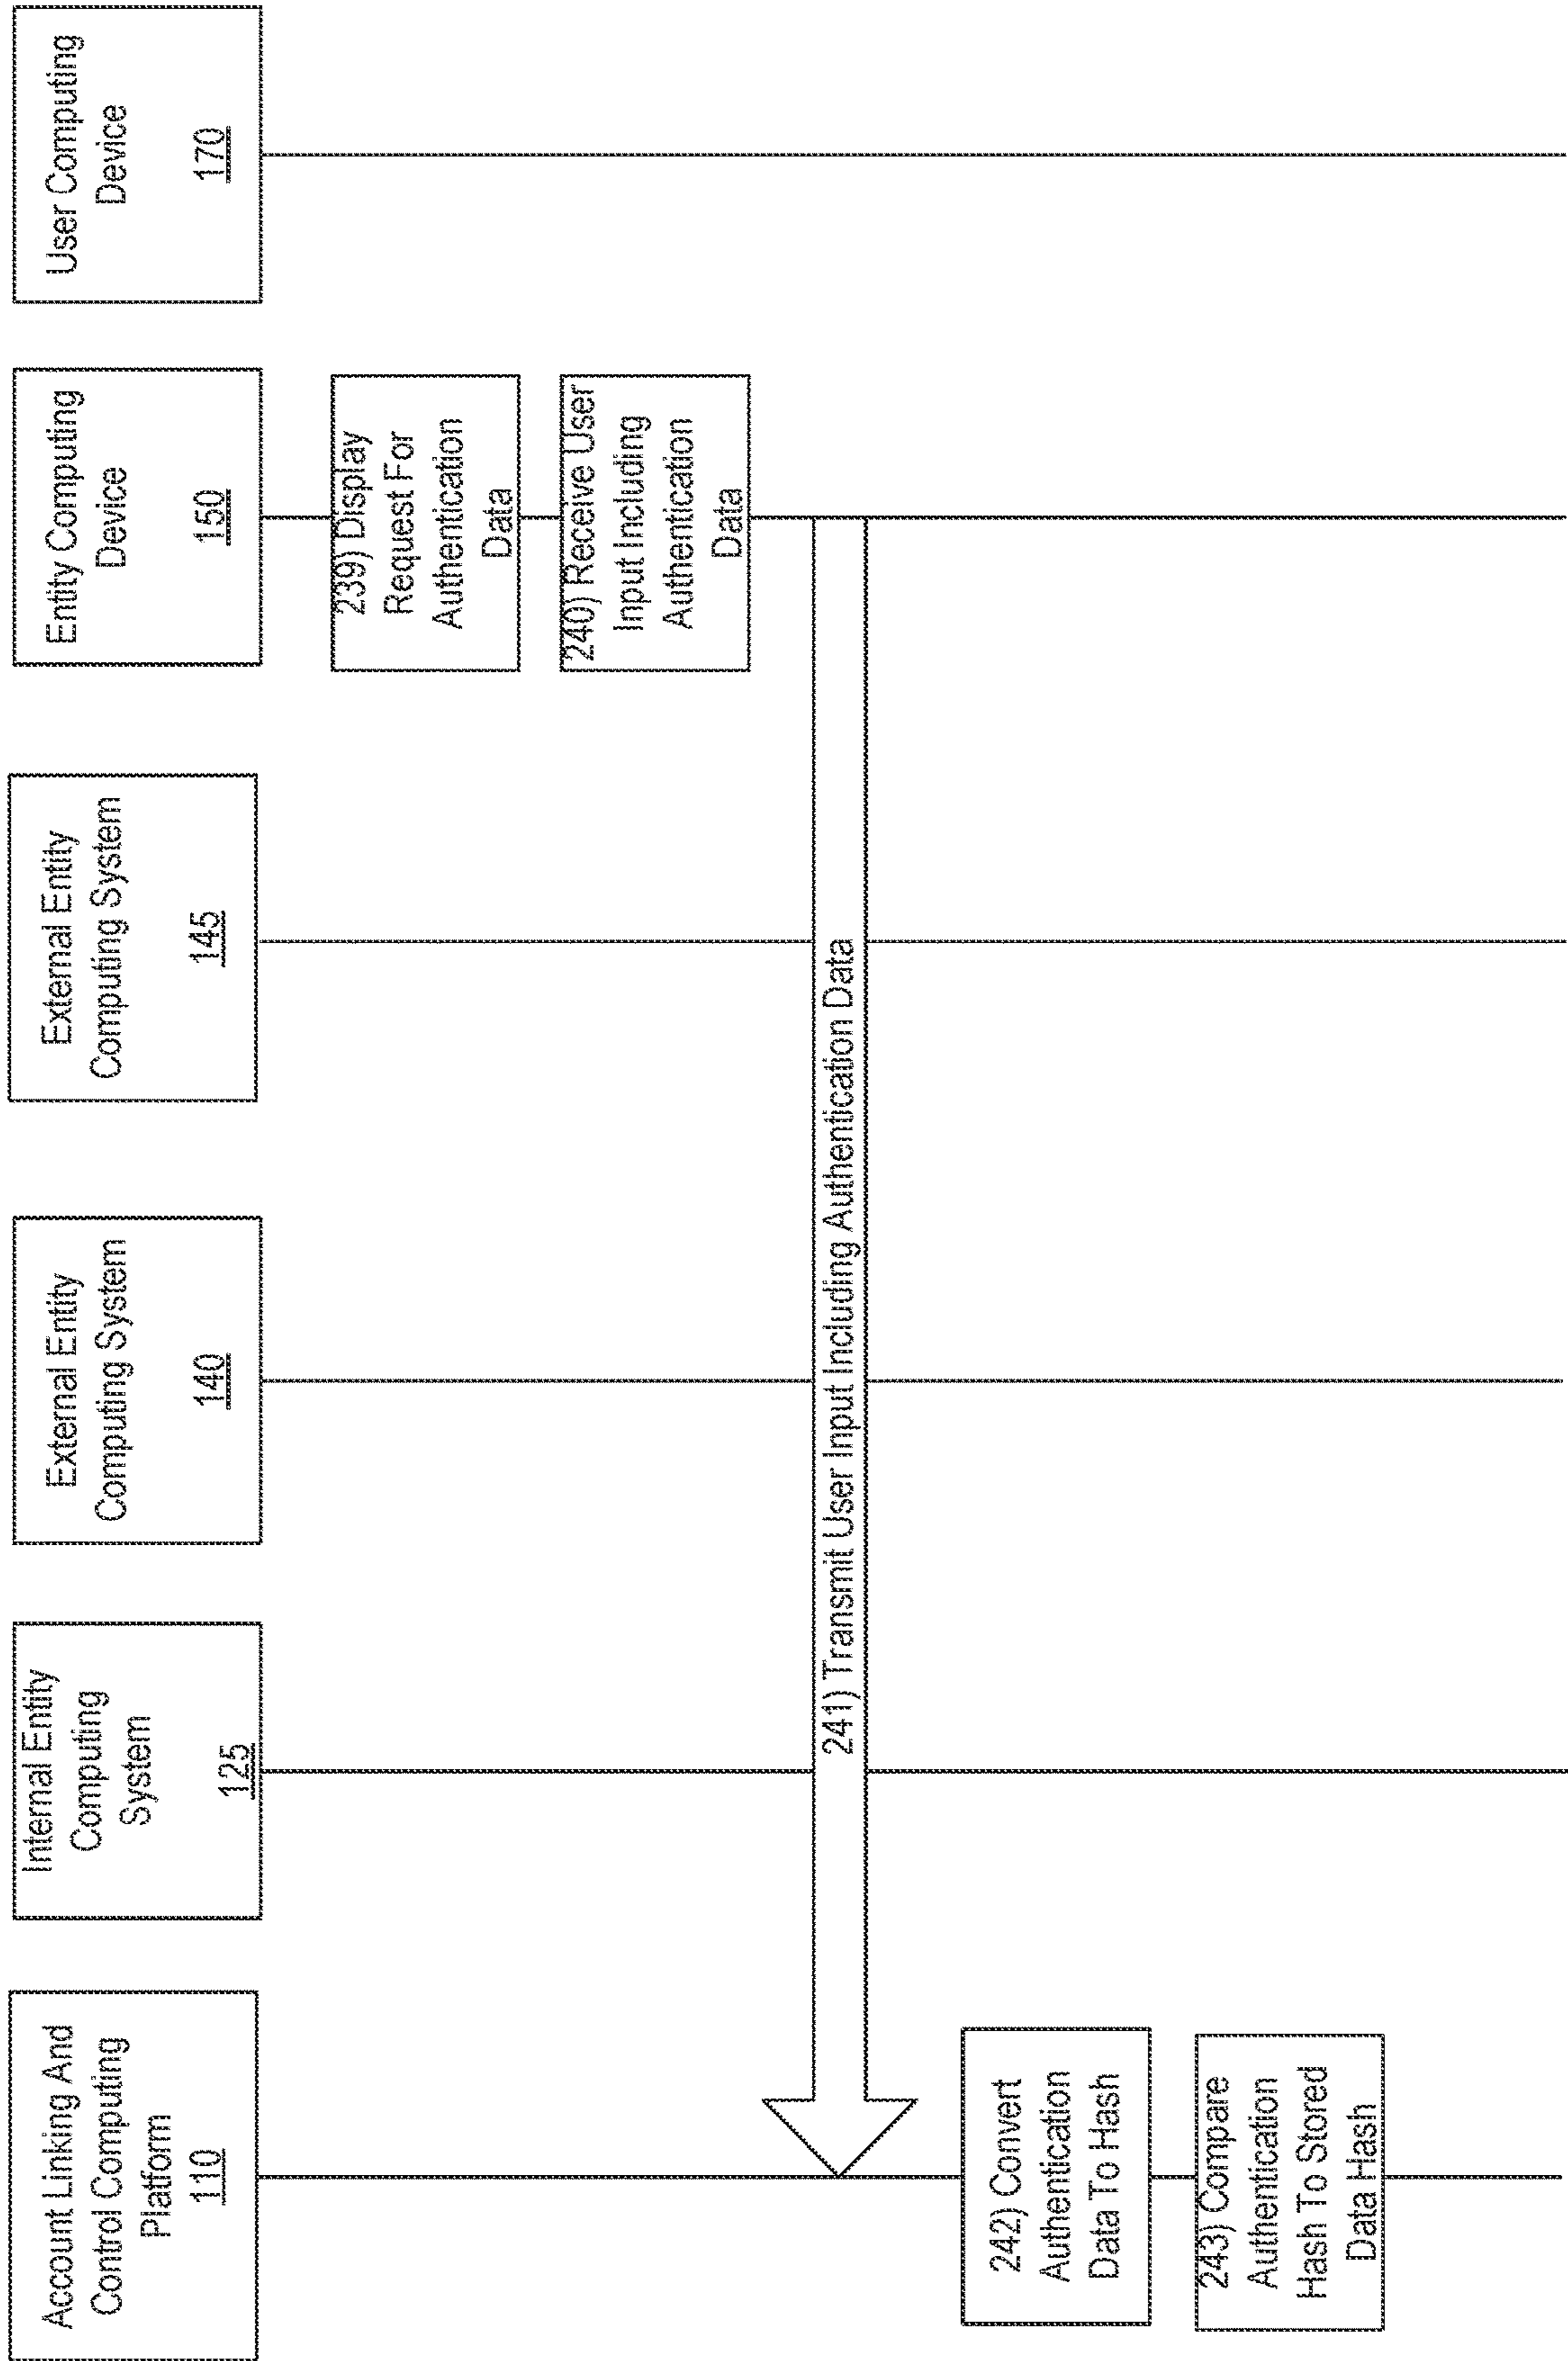 Account Linking And
Control Computing
Platform
110
Internal Entity
Computing
System
125
External Entity
Computing System
140
External Entity
Computing System
145
Entity Computing
Device
150
User Computing
Device
170
239) Display
Request For
Authentication
Data
240) Receive User
Input Including
Authentication
Data
241) Transmit User Input Including Authentication Data
242) Convert
Authentication
Data To Hash
243) Compare
Authentication
Hash To Stored
Data Hash